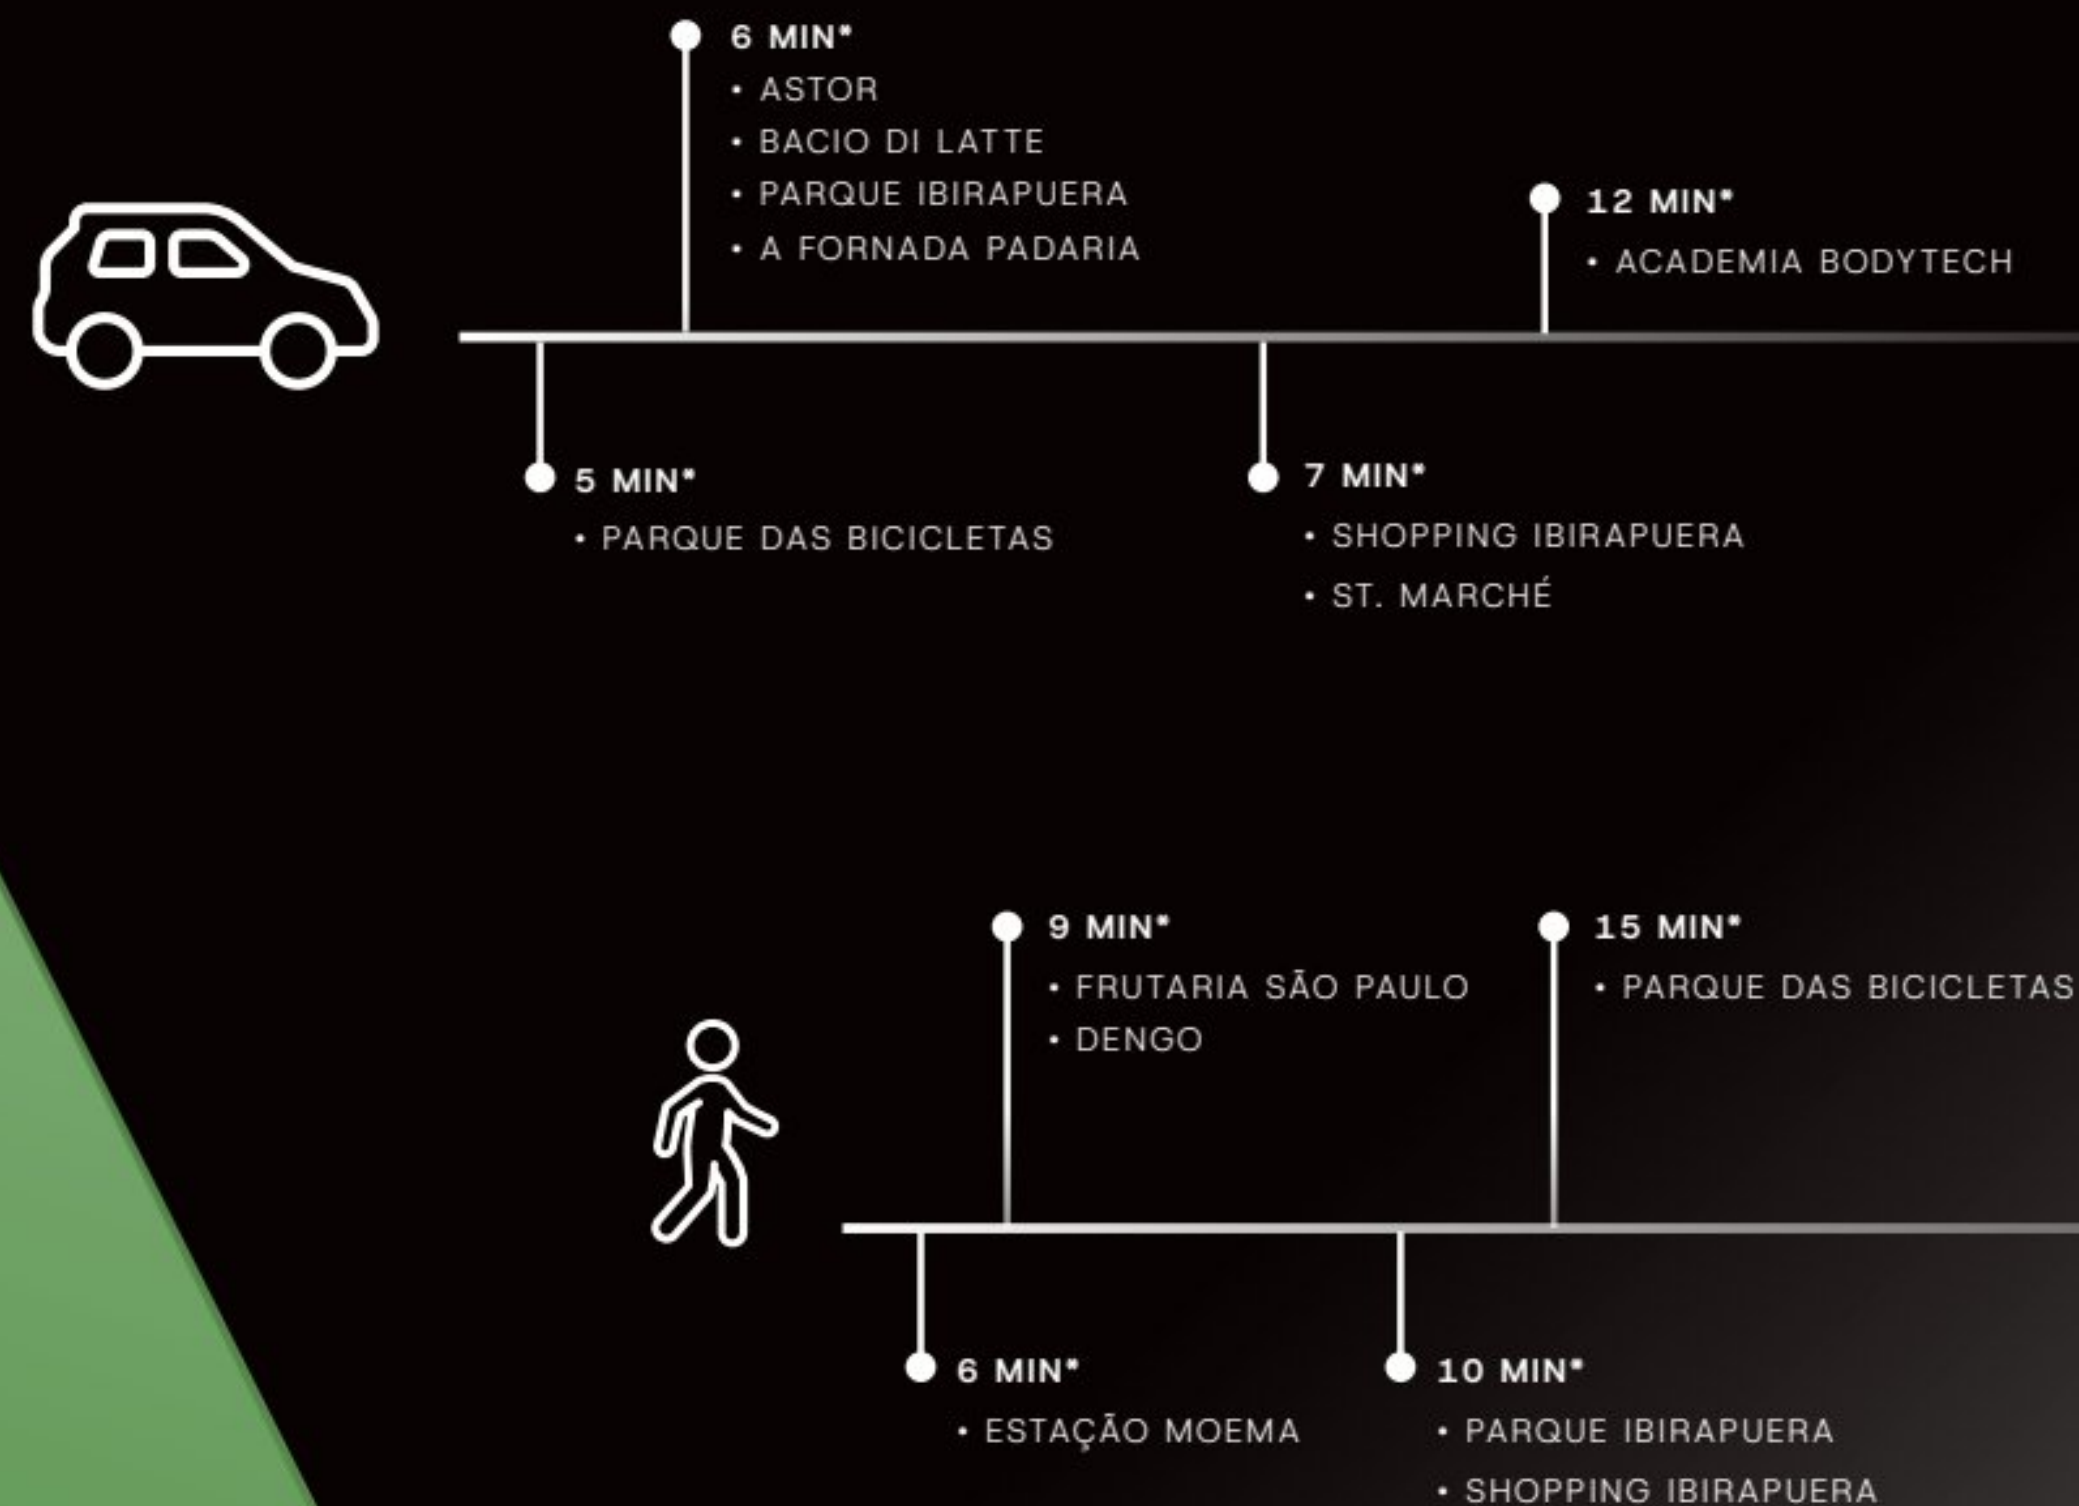 6 MIN*
• ASTOR
• BACIO DI LATTE
• PARQUE IBIRAPUERA
• A FORNADA PADARIA
12 MIN*
• ACADEMIA BODYTECH
5 MIN*
• PARQUE DAS BICICLETAS
7 MIN*
• SHOPPING IBIRAPUERA
• ST. MARCHÉ
9 MIN*
• FRUTARIA SÃO PAULO
• DENGO
15 MIN*
• PARQUE DAS BICICLETAS
6 MIN*
• ESTAÇÃO MOEMA
10 MIN*
• PARQUE IBIRAPUERA
• SHOPPING IBIRAPUERA